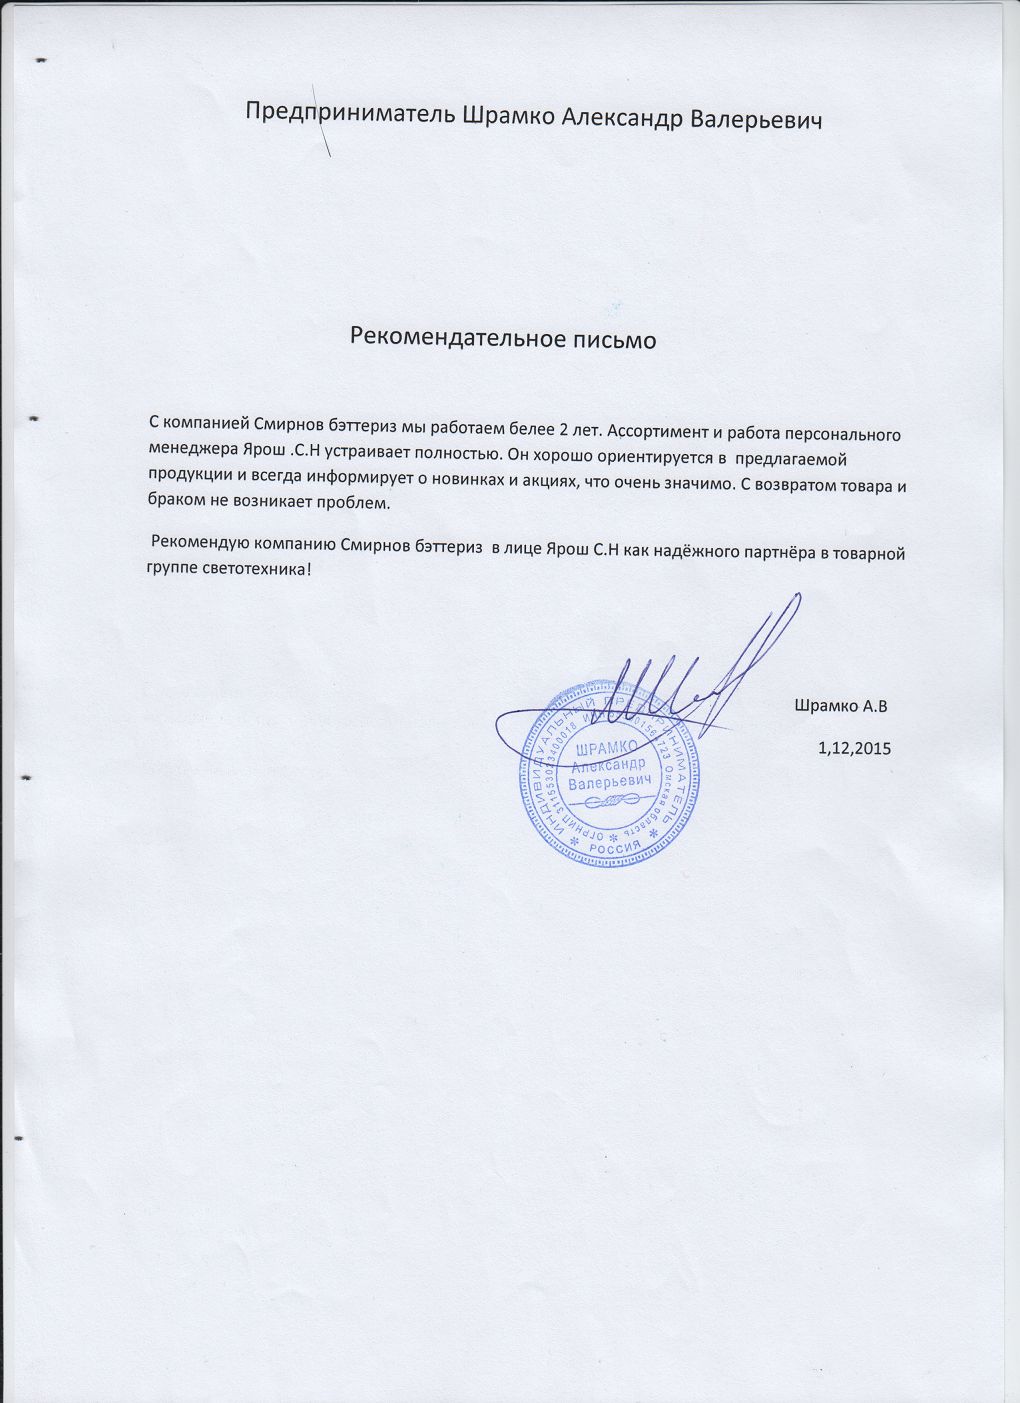 Предприниматель Шрамко Александр Валерьевич
Рекомендательное письмо
С компанией Смирнов бэттериз мы работаем белее 2 лет. Ассортимент и работа персонального
менеджера Ярош .С.Н устраивает полностью. Он хорошо ориентируется в  предлагаемой
продукции и всегда информирует о новинках и акциях, что очень значимо. С возвратом товара и
браком не возникает проблем.
Рекомендую компанию Смирнов бэттериз  в лице Ярош С.Н как надёжного партнёра в товарной
группе светотехника!
Шрамко А.В
1,12,2015
ИНДИВИДУАЛЬНЫЙ ПРЕДПРИНИМАТЕЛЬ
Омская область * ОГРНИП
ШРАМКО
Александр
Валерьевич
* РОССИЯ *